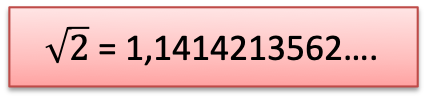 √2 = 1,1414213562....